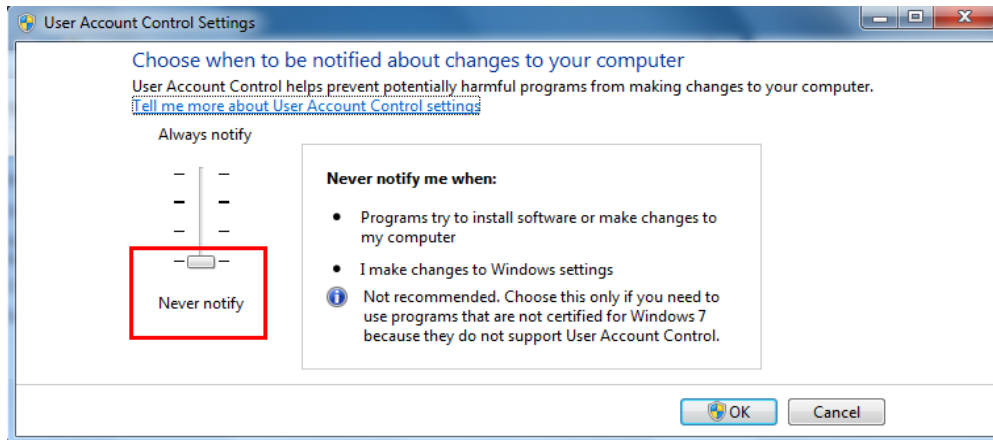 User Account Control Settings
Choose when to be notified about changes to your computer
User Account Control helps prevent potentially harmful programs from making changes to your computer.
Tell me more about User Account Control settings
Always notify
Never notify me when:
Programs try to install software or make changes to
my computer
I make changes to Windows settings
Never notify
Not recommended. Choose this only if you need to
use programs that are not certified for Windows 7
because they do not support User Account Control.
OK
Cancel